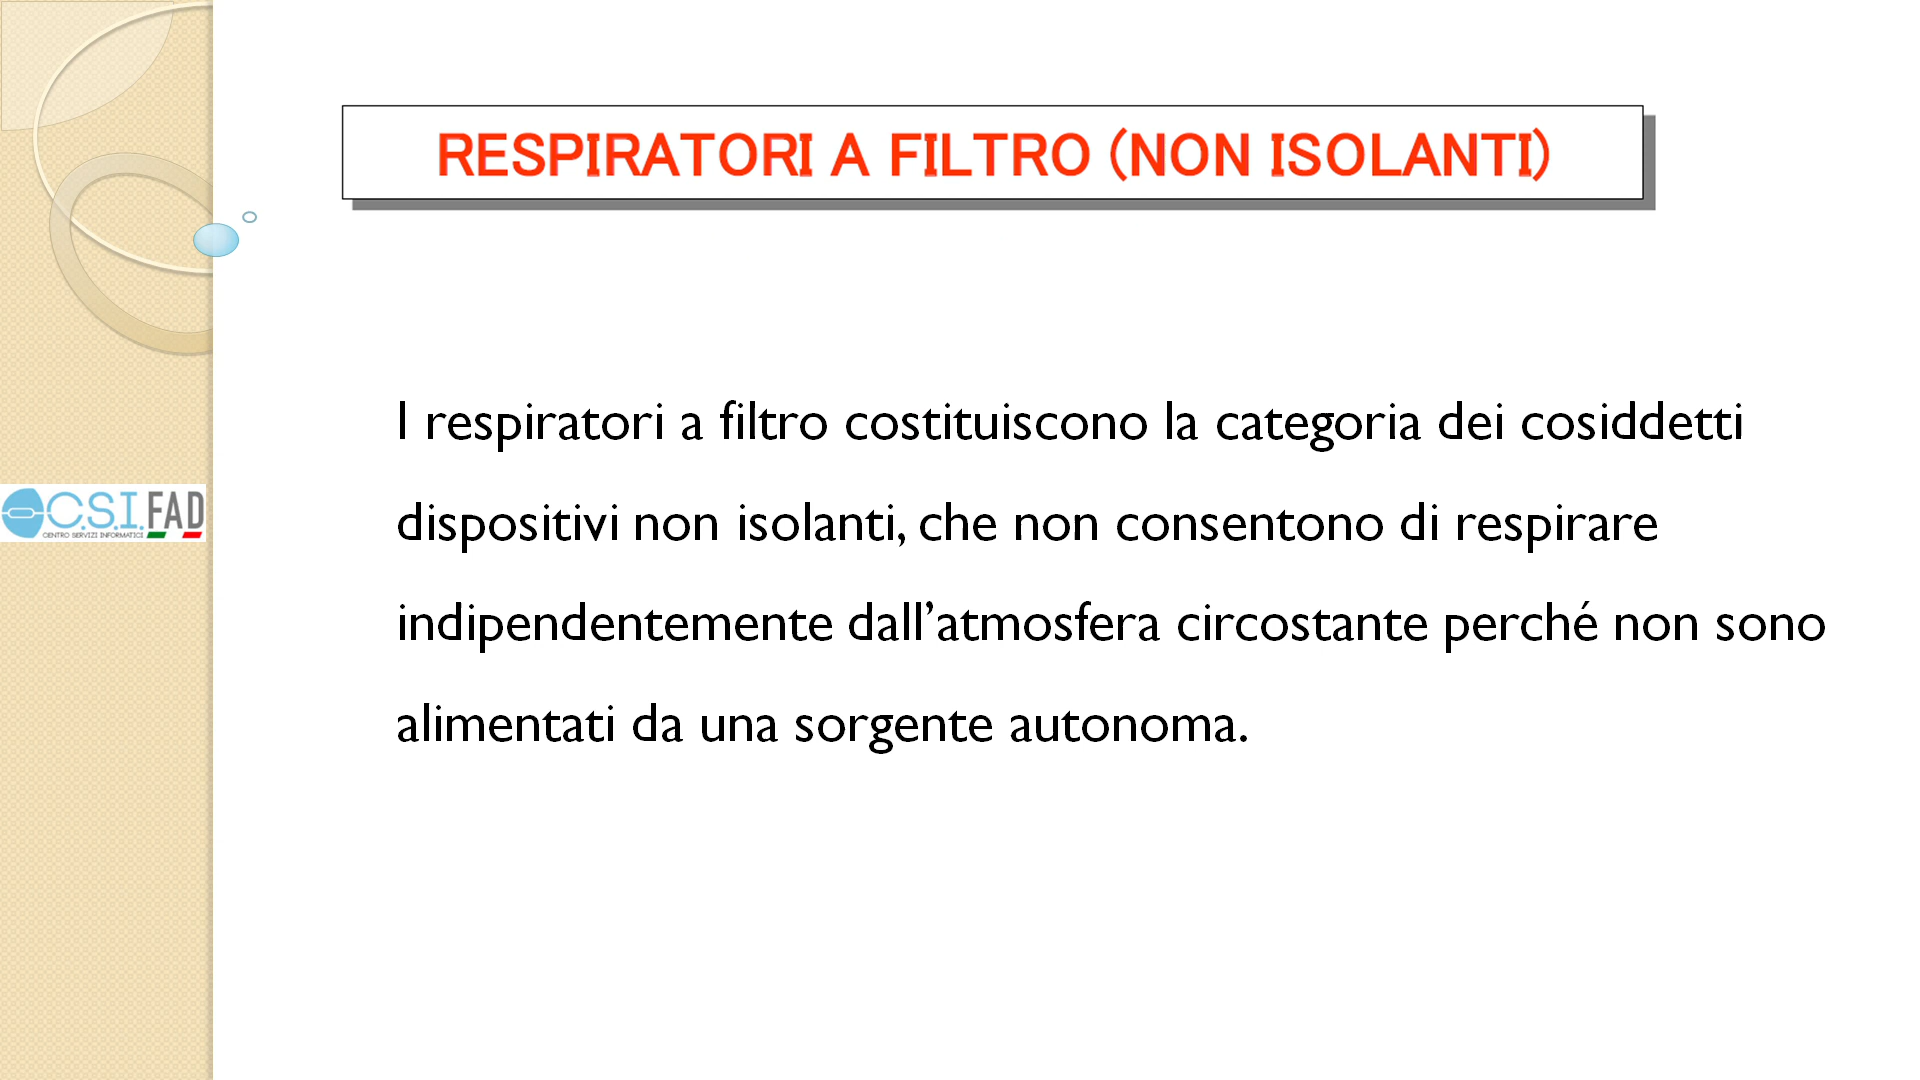 RESPIRATORI A FILTRO (NON ISOLANTI)
I respiratori a filtro costituiscono la categoria dei cosiddetti
dispositivi non isolanti, che non consentono di respirare
indipendentemente dall’atmosfera circostante perché non sono
alimentati da una sorgente autonoma.
C.S.I.FAD
CENTRO SERVIZI INFORMATICI